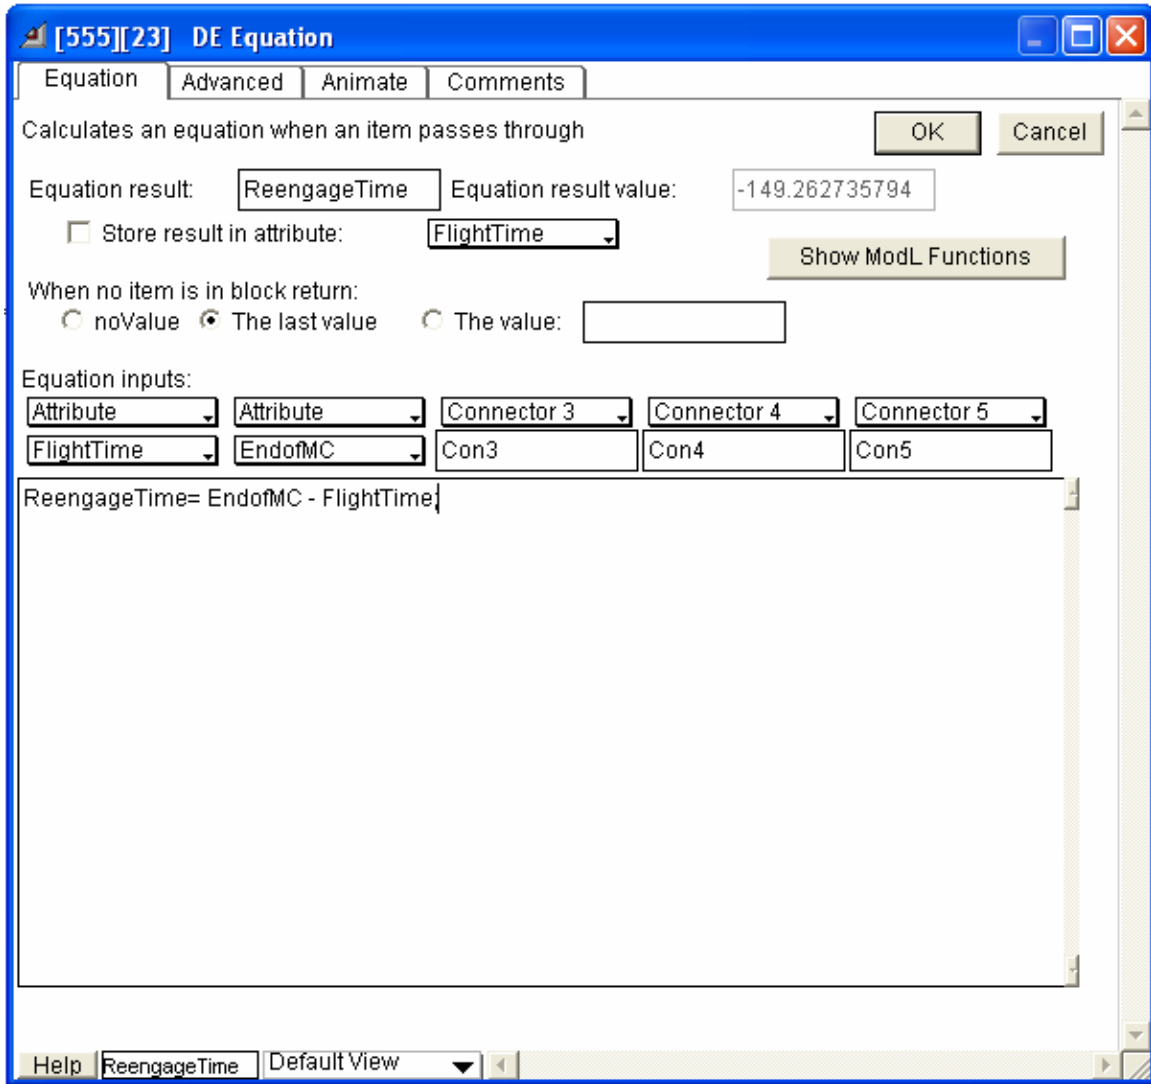 [555][23] DE Equation
Equation Advanced Animate Comments
Calculates an equation when an item passes through OK Cancel
Equation result: ReengageTime Equation result value: -149.262735794
Store result in attribute: FlightTime
Show ModL Functions
When no item is in block return:
noValue The last value The value:
Equation inputs:
Attribute Attribute Connector 3 Connector 4 Connector 5
FlightTime EndofMC Con3 Con4 Con5
ReengageTime= EndofMC - FlightTime;
Help ReengageTime Default View